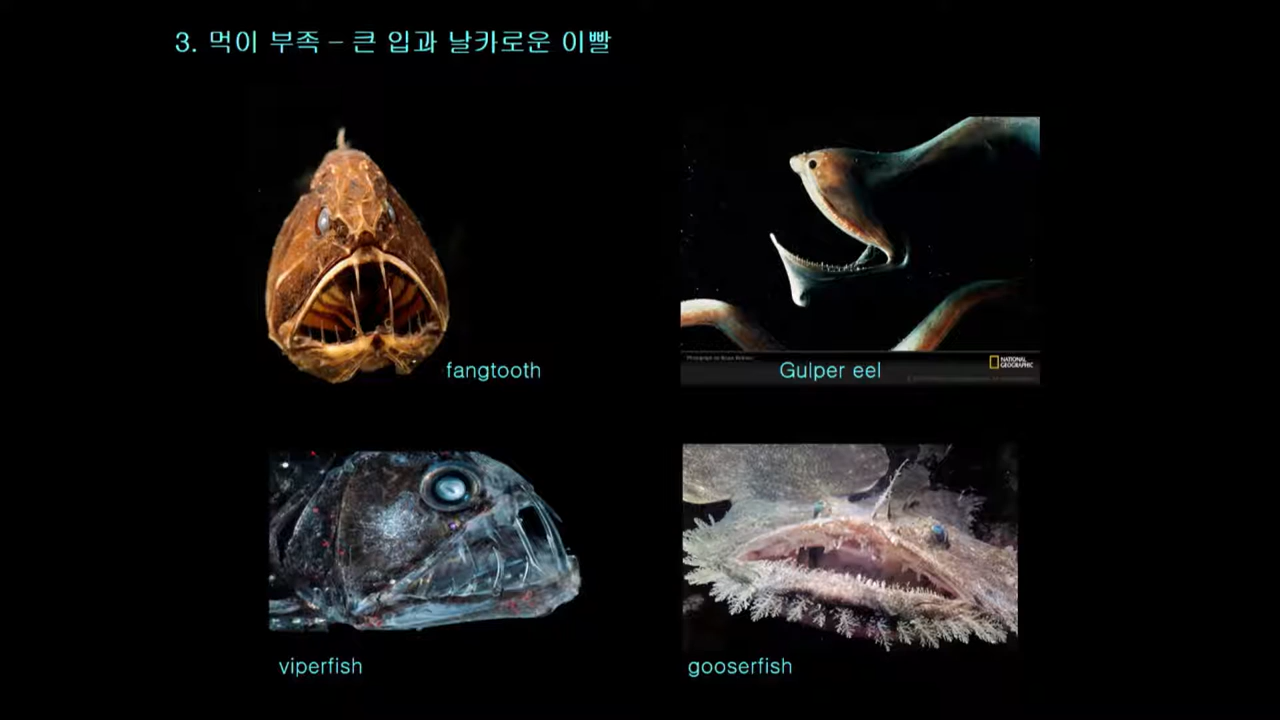 3. 먹이 부족 – 큰 입과 날카로운 이빨
fangtooth
Gulper eel
NATIONAL
GEOGRAPHIC
viperfish
gooserfish